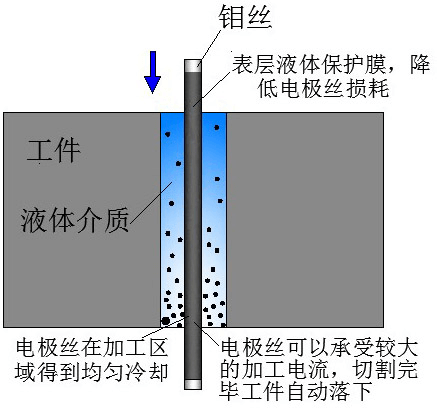 钼丝
表层液体保护膜，降
低电极丝损耗
工件
液体介质
电极丝在加工区
域得到均匀冷却
电极丝可以承受较大
的加工电流，切割完
毕工件自动落下